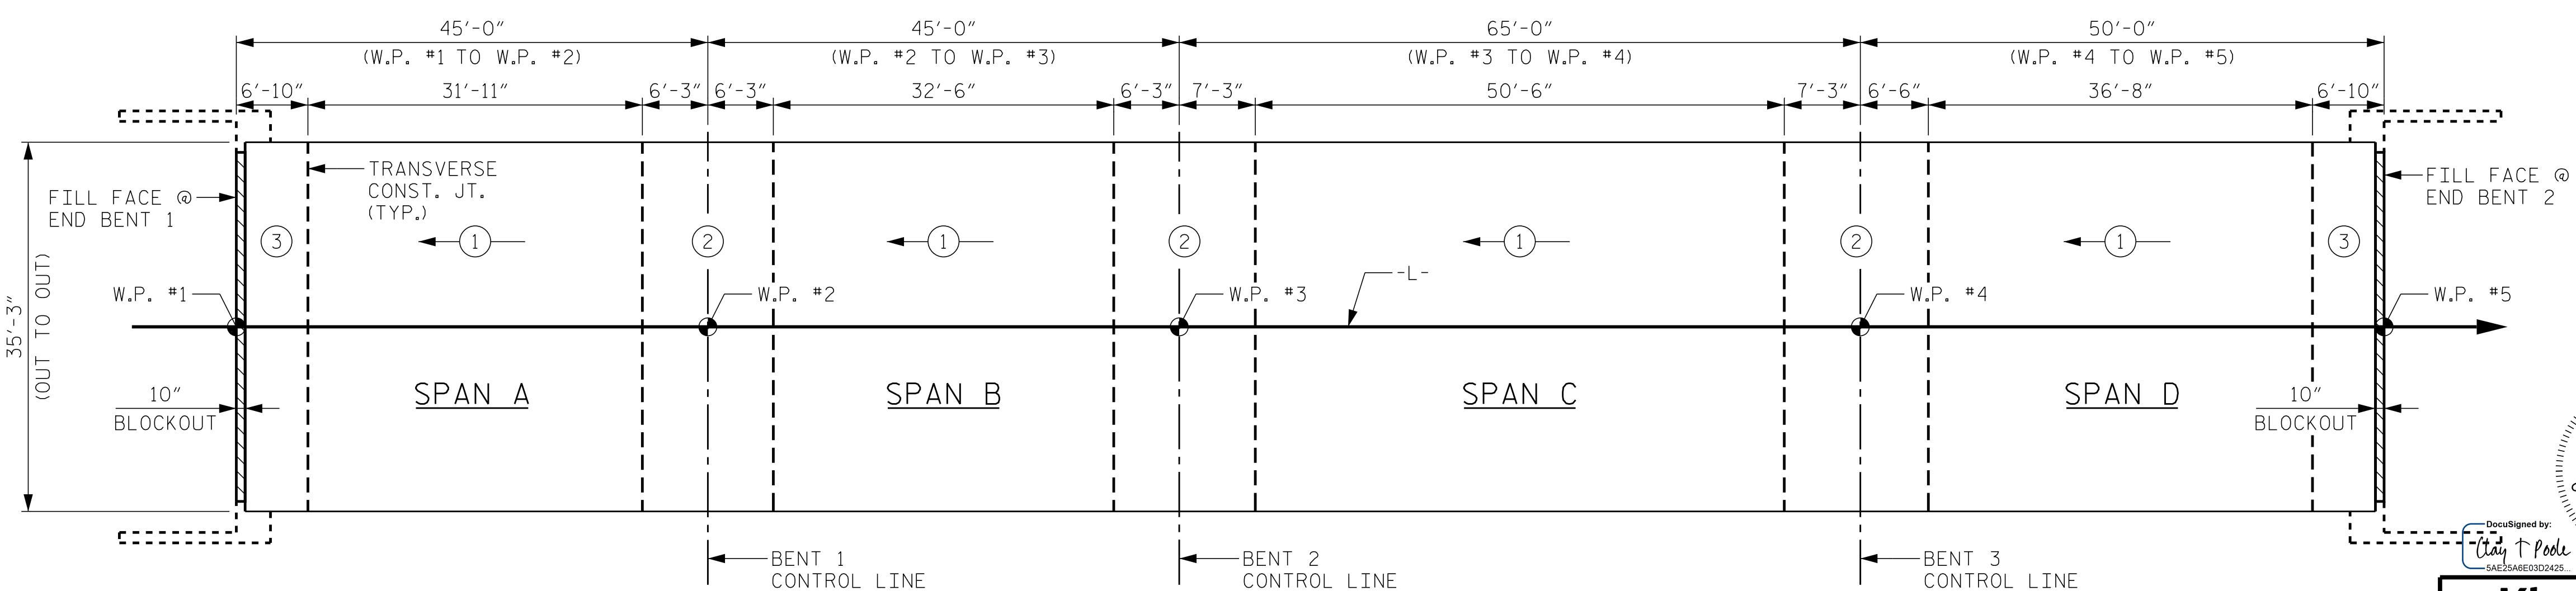 45'-0" 45'-0" 65'-0" 50'-0"
(W.P. #1 TO W.P. #2) (W.P. #2 TO W.P. #3) (W.P. #3 TO W.P. #4) (W.P. #4 TO W.P. #5)
6'-10" 31'-11" 6'-3" 6'-3" 32'-6" 6'-3" 7'-3" 50'-6" 7'-3" 6'-6" 36'-8" 6'-10"
TRANSVERSE
CONST. JT.
(TYP.)
FILL FACE @
END BENT 1
FILL FACE @
END BENT 2
3 1 2 1 2 1 2 1 3
35'-3"
(OUT TO OUT)
-L-
W.P. #1 W.P. #2 W.P. #3 W.P. #4 W.P. #5
SPAN A SPAN B SPAN C SPAN D
10"
BLOCKOUT
10"
BLOCKOUT
BENT 1
CONTROL LINE
BENT 2
CONTROL LINE
BENT 3
CONTROL LINE
DocuSigned by:
Clay T Poole
5AE25A6E03D2425...